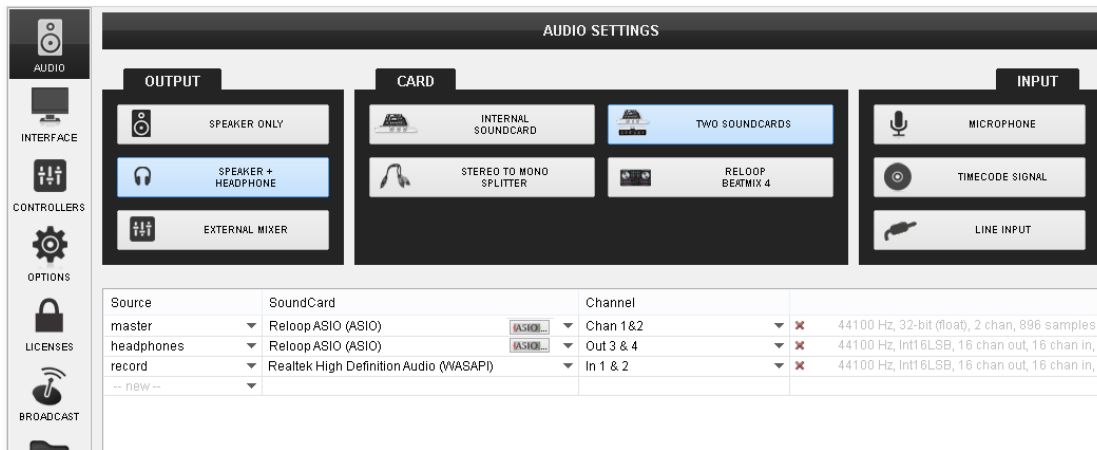 AUDIO SETTINGS
AUDIO
INTERFACE
CONTROLLERS
OPTIONS
LICENSES
BROADCAST
OUTPUT
SPEAKER ONLY
SPEAKER +
HEADPHONE
EXTERNAL MIXER
CARD
INTERNAL
SOUNDCARD
TWO SOUNDCARDS
STEREO TO MONO
SPLITTER
RELOOP
BEATMIX 4
INPUT
MICROPHONE
TIMECODE SIGNAL
LINE INPUT
Source SoundCard Channel
master Reloop ASIO (ASIO) ASIO... Chan 1&2 44100 Hz, 32-bit (float), 2 chan, 896 samples
headphones Reloop ASIO (ASIO) ASIO... Out 3 & 4 44100 Hz, Int16LSB, 16 chan out, 16 chan in,
record Realtek High Definition Audio (WASAPI) In 1 & 2 44100 Hz, Int16LSB, 16 chan out, 16 chan in,
-- new --